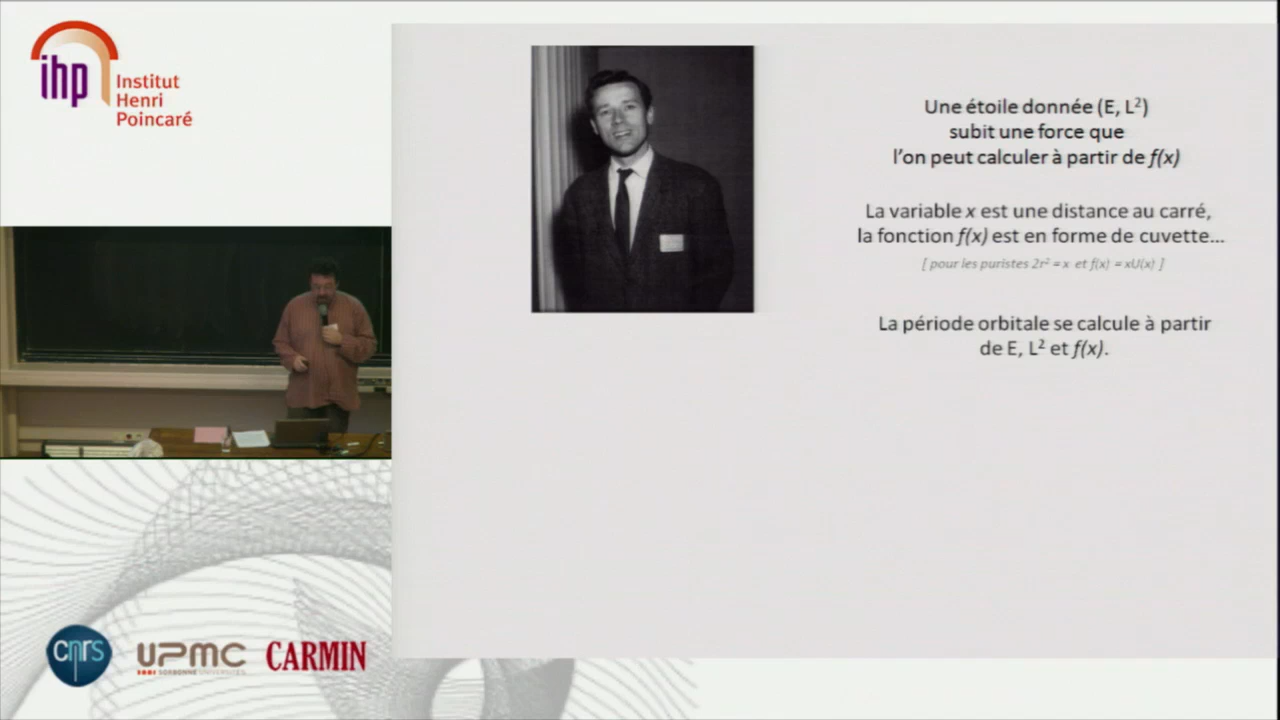 ihp
Institut
Henri
Poincaré
Une étoile donnée (E, L²)
subit une force que
l'on peut calculer à partir de f(x)
La variable x est une distance au carré,
la fonction f(x) est en forme de cuvette...
[ pour les puristes 2r² = x et f(x) = xU(x) ]
La période orbitale se calcule à partir
de E, L² et f(x).
cnrs
UPMC
SORBONNE UNIVERSITÉS
CARMIN